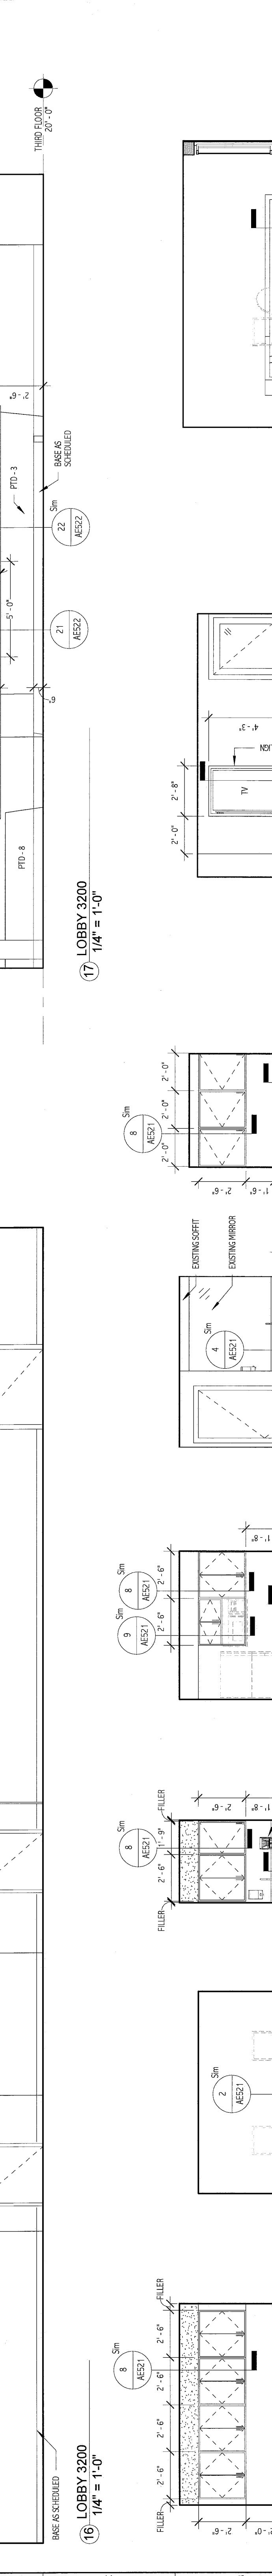 THIRD FLOOR
20' - 0"
2' - 6"
PTD - 3
BASE AS
SCHEDULED
Sim
22
AE522
5' - 0"
21
AE522
6"
PTD - 8
17
LOBBY 3200
1/4" = 1'-0"
4' - 3"
TV
2' - 8"
2' - 0"
Sim
8
AE521
2' - 0"
2' - 0"
2' - 0"
2' - 6"
1' - 6"
EXISTING SOFFIT
EXISTING MIRROR
Sim
4
AE521
1' - 8"
Sim
8
AE521
Sim
9
AE521
2' - 6"
2' - 6"
FILLER
Sim
8
AE521
1' - 9"
2' - 6"
FILLER
2' - 6"
1' - 8"
Sim
2
AE521
FILLER
Sim
8
AE521
2' - 6"
2' - 6"
2' - 6"
2' - 6"
FILLER
2' - 6"
BASE AS SCHEDULED
16
LOBBY 3200
1/4" = 1'-0"